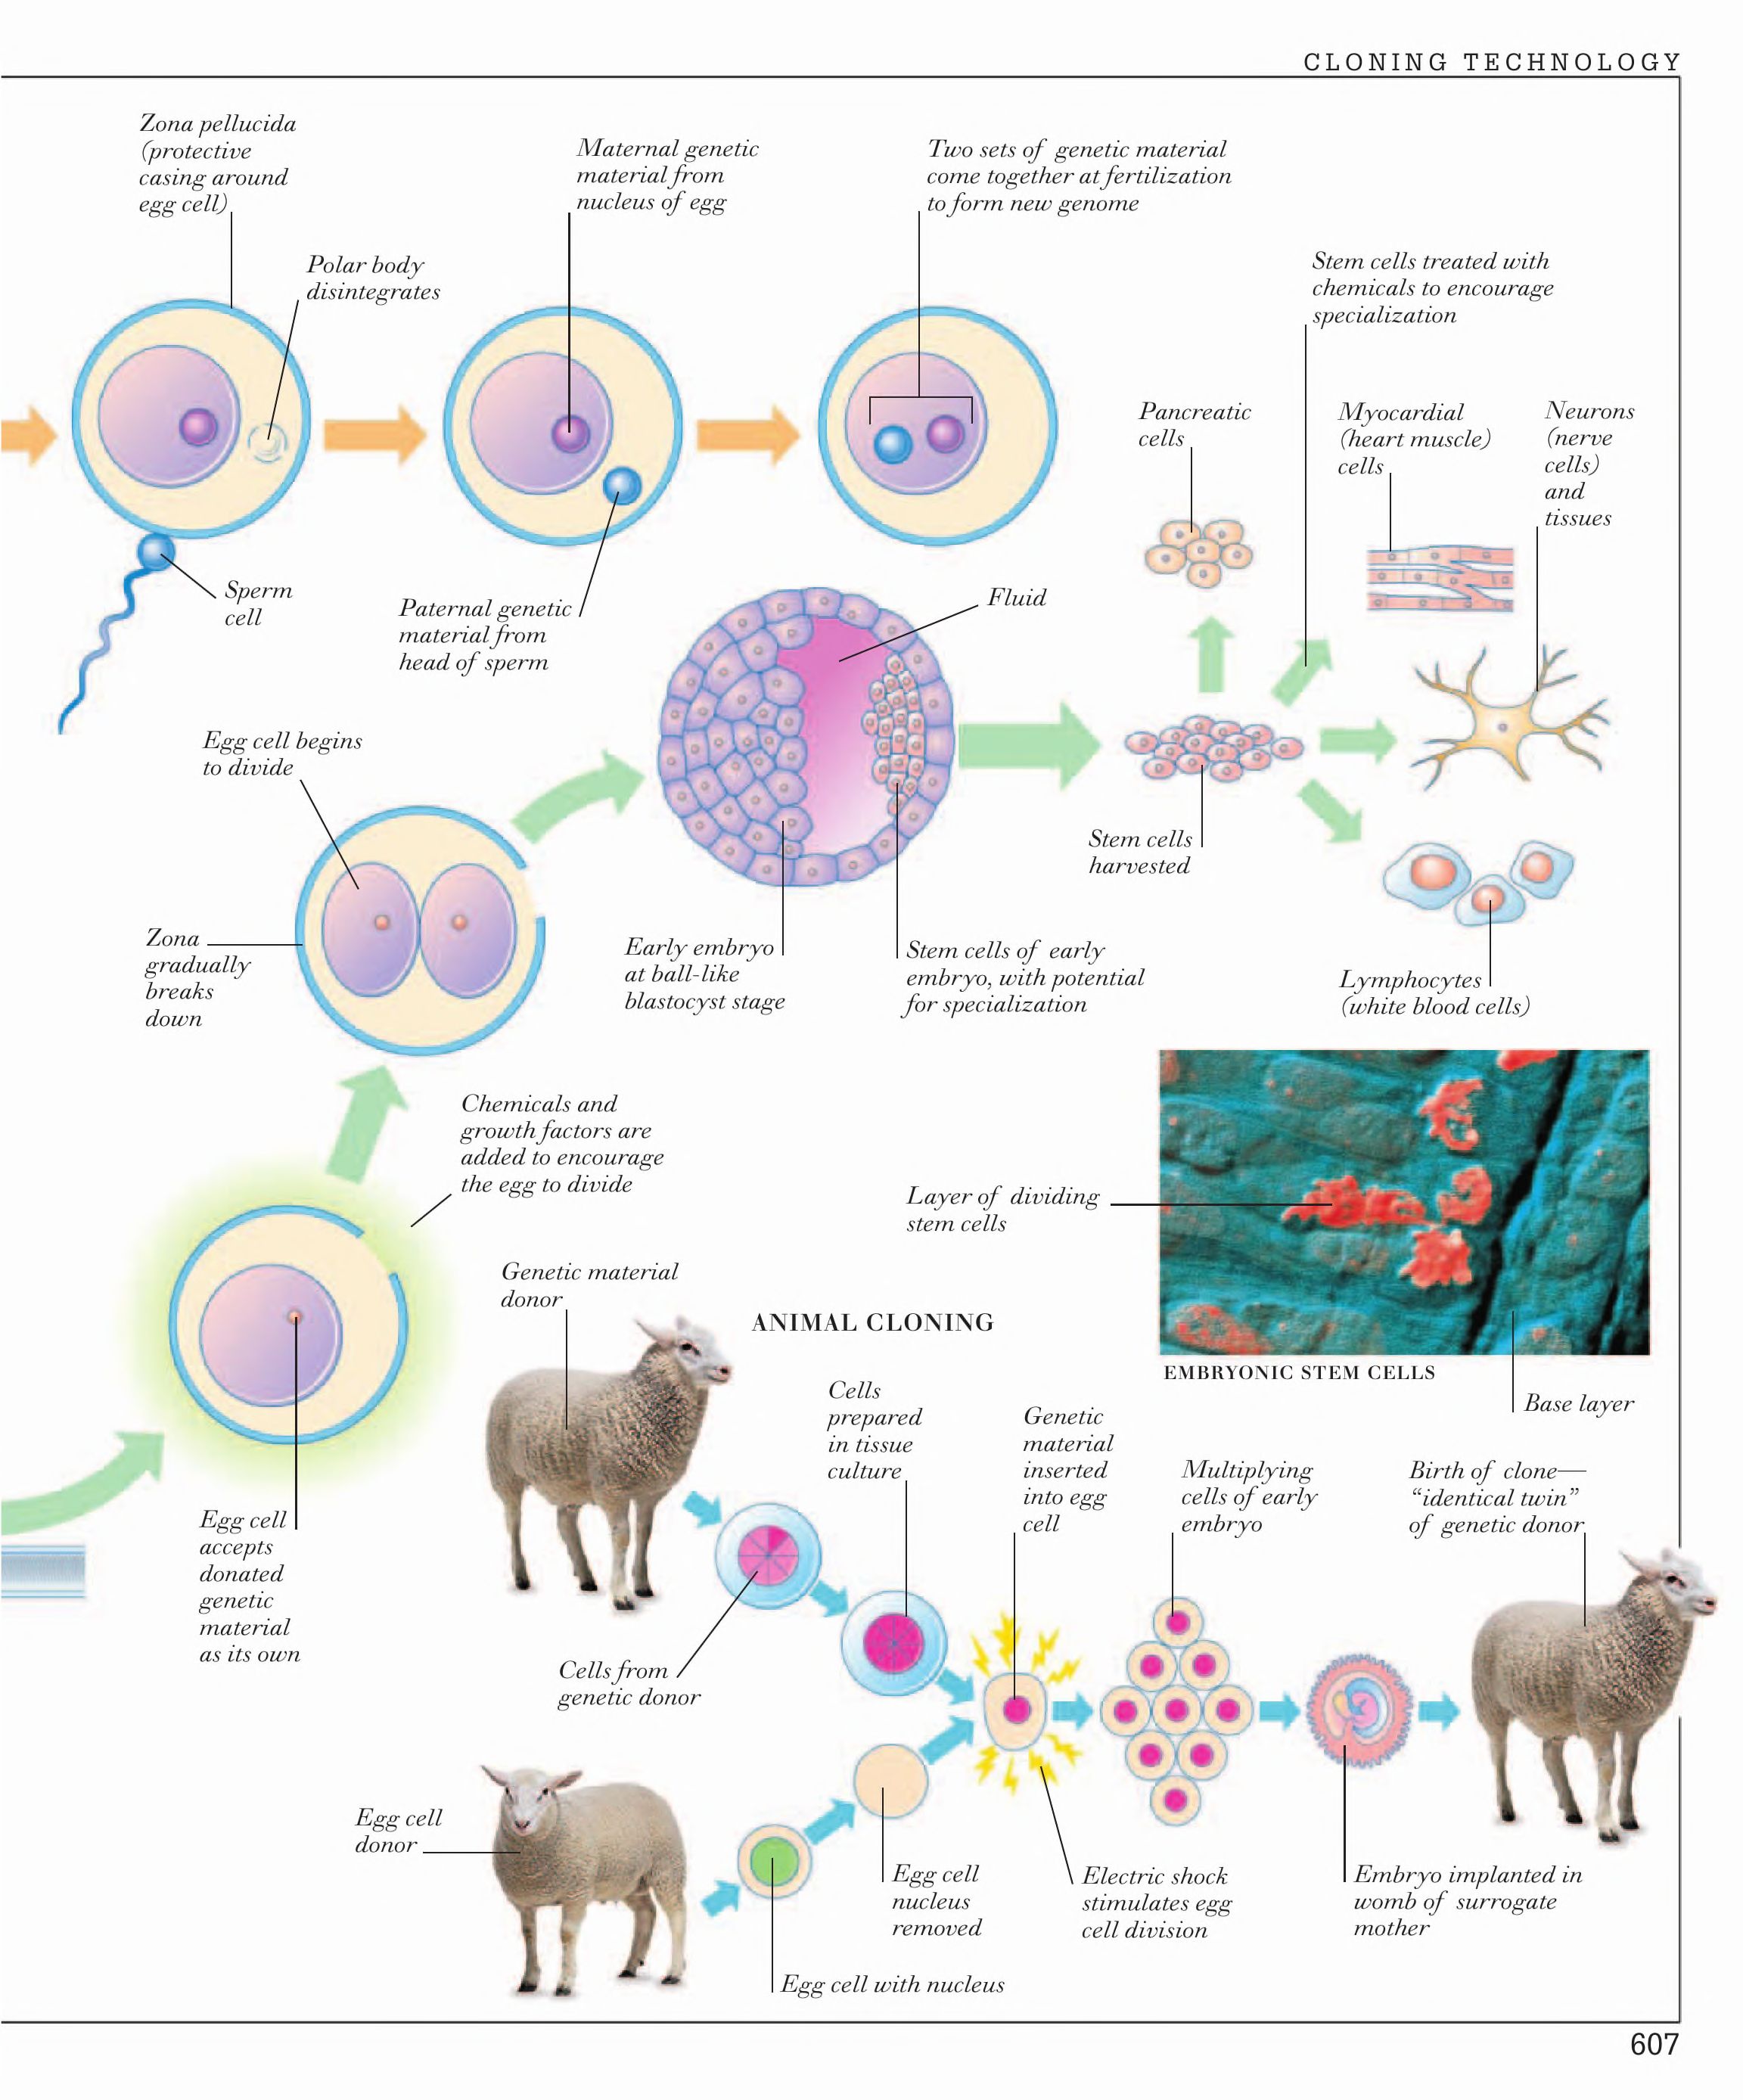 CLONING TECHNOLOGY
Zona pellucida
(protective
casing around
egg cell)
Maternal genetic
material from
nucleus of egg
Two sets of genetic material
come together at fertilization
to form new genome
Polar body
disintegrates
Stem cells treated with
chemicals to encourage
specialization
Pancreatic
cells
Myocardial
(heart muscle)
cells
Neurons
(nerve
cells)
and
tissues
Sperm
cell
Paternal genetic
material from
head of sperm
Fluid
Egg cell begins
to divide
Stem cells
harvested
Zona
gradually
breaks
down
Early embryo
at ball-like
blastocyst stage
Stem cells of early
embryo, with potential
for specialization
Lymphocytes
(white blood cells)
Chemicals and
growth factors are
added to encourage
the egg to divide
Layer of dividing
stem cells
EMBRYONIC STEM CELLS
Base layer
Egg cell
accepts
donated
genetic
material
as its own
ANIMAL CLONING
Genetic material
donor
Cells
prepared
in tissue
culture
Genetic
material
inserted
into egg
cell
Multiplying
cells of early
embryo
Birth of clone—
“identical twin”
of genetic donor
Cells from
genetic donor
Egg cell
donor
Egg cell
nucleus
removed
Electric shock
stimulates egg
cell division
Embryo implanted in
womb of surrogate
mother
Egg cell with nucleus
607